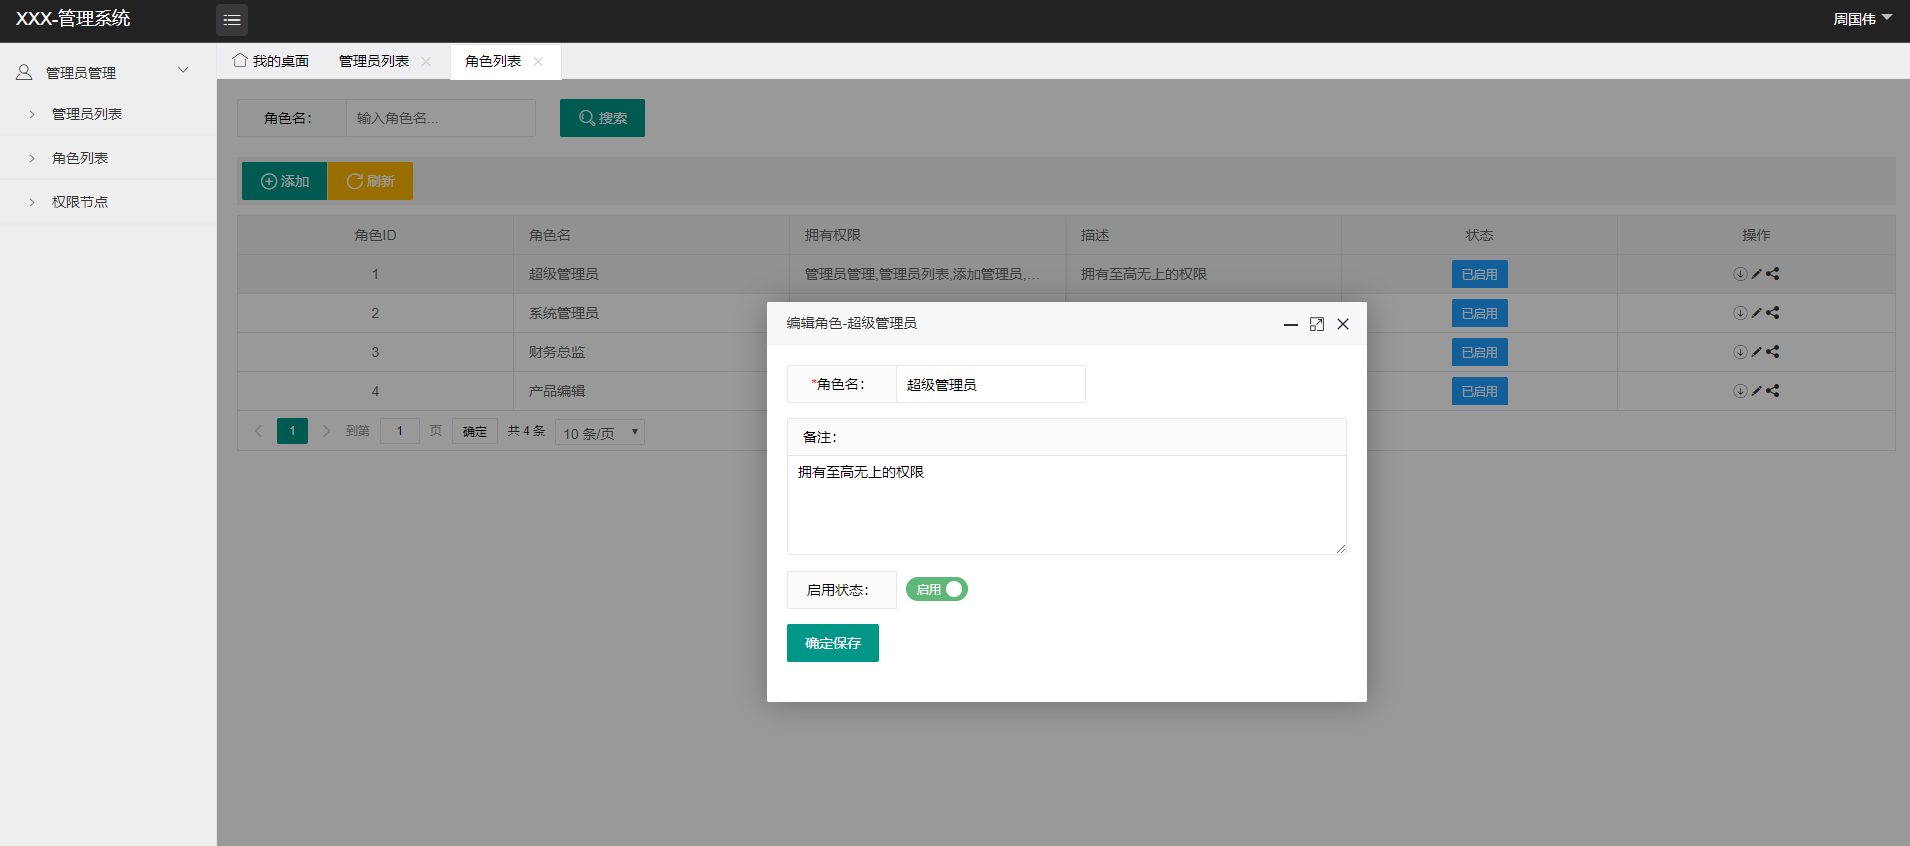 XXX-管理系统
周国伟
管理员管理
管理员列表
角色列表
权限节点
我的桌面 管理员列表 角色列表
角色名： 输入角色名... 搜索
添加 刷新
角色ID 角色名 拥有权限 描述 状态 操作
1 超级管理员 管理员管理,管理员列表,添加管理员,... 拥有至高无上的权限 已启用
2 系统管理员 已启用
3 财务总监 已启用
4 产品编辑 已启用
1 到第 1 页 确定 共 4 条 10 条/页
编辑角色-超级管理员
*角色名： 超级管理员
备注：
拥有至高无上的权限
启用状态： 启用
确定保存